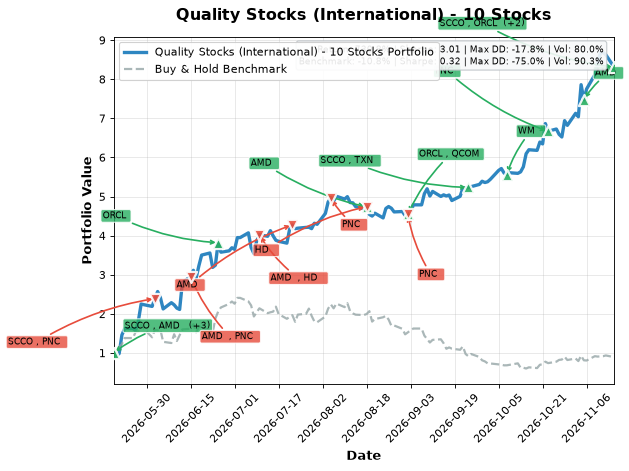 Quality Stocks (International) - 10 Stocks
SCCO , ORCL (+2)
Quality Stocks (International) - 10 Stocks Portfolio
Buy & Hold Benchmark
3.01 | Max DD: -17.8% | Vol: 80.0%
Benchmark: -10.8% | Sharpe: 0.32 | Max DD: -75.0% | Vol: 90.3%
AMD
WM
ORCL , QCOM
SCCO , TXN
AMD
ORCL
PNC
HD
AMD , HD
PNC
AMD
SCCO , AMD (+3)
AMD , PNC
SCCO , PNC
Portfolio Value
9
8
7
6
5
4
3
2
1
2026-05-30
2026-06-15
2026-07-01
2026-07-17
2026-08-02
2026-08-18
2026-09-03
2026-09-19
2026-10-05
2026-10-21
2026-11-06
Date